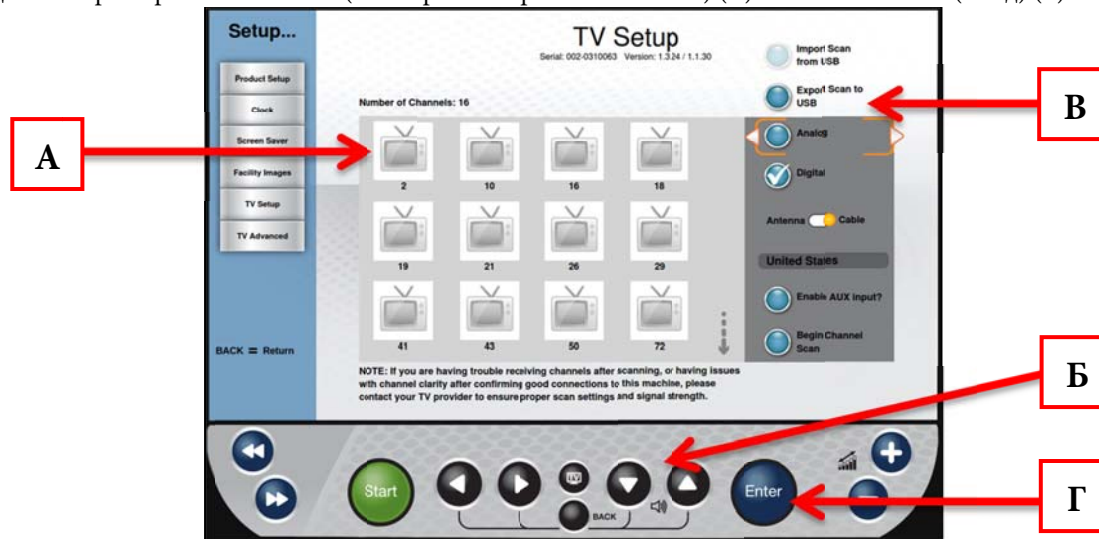 Setup...
TV Setup
Serial: 002-0310063 Version: 1.3.24 / 1.1.30
Import Scan
from USB
Product Setup
Export Scan to
USB
В
Number of Channels: 16
Clock
Analog
Screen Saver
А
Digital
Facility Images
2 10 16 18
TV Setup
Antenna Cable
TV Advanced
United States
19 21 26 29
Enable AUX input?
Begin Channel
Scan
41 43 50 72
BACK = Return
NOTE: If you are having trouble receiving channels after scanning, or having issues
with channel clarity after confirming good connections to this machine, please
contact your TV provider to ensure proper scan settings and signal strength.
Б
Start
Enter
Г
BACK